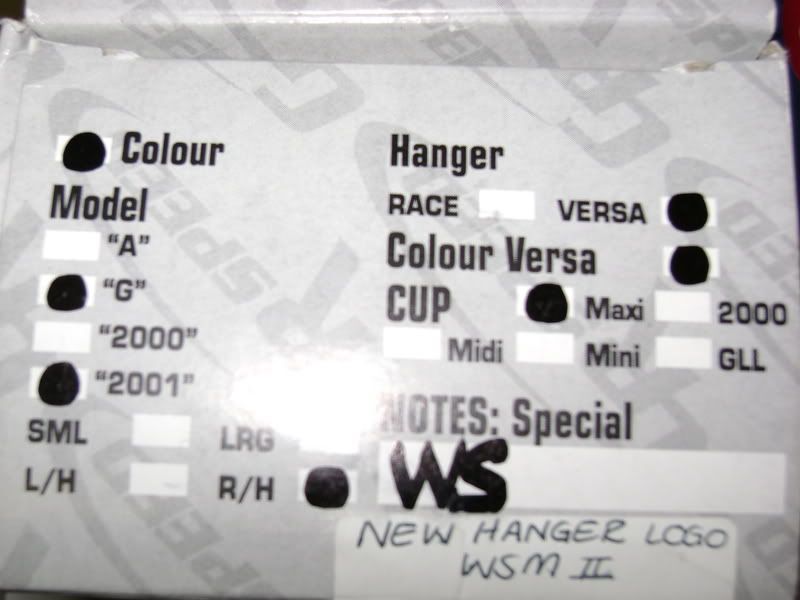 Colour
Model
"A"
"G"
"2000"
"2001"
SML LRG
L/H R/H
Hanger
RACE VERSA
Colour Versa
CUP Maxi 2000
Midi Mini GLL
NOTES: Special
WS
NEW HANGER LOGO
WSM II